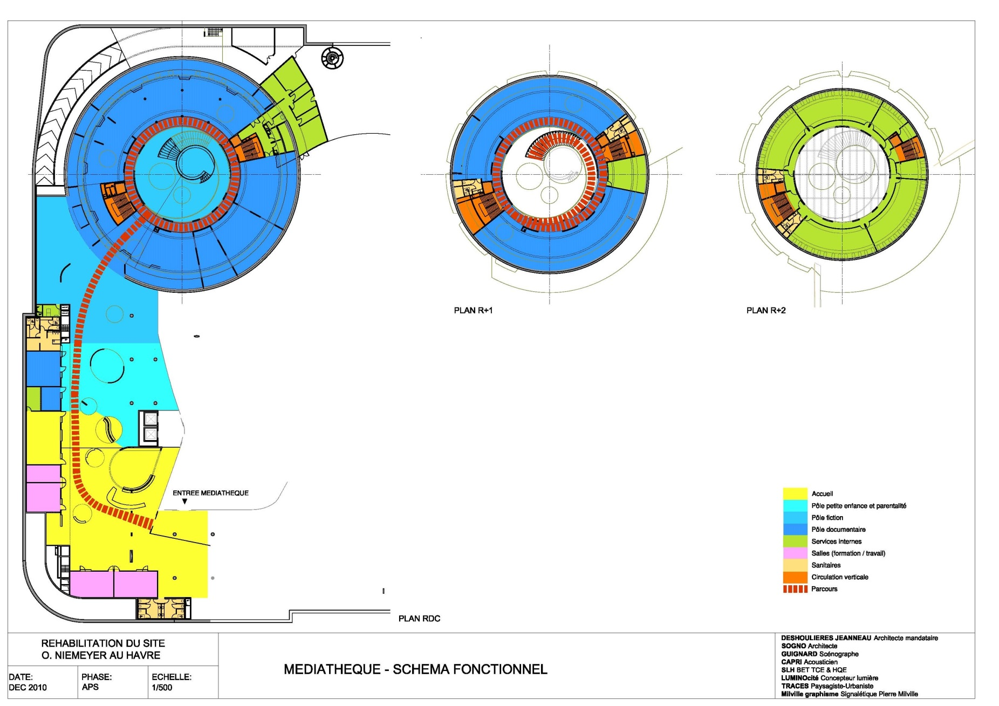 PLAN R+1
PLAN R+2
ENTREE MEDIATHEQUE
PLAN RDC
Accueil
Pôle petite enfance et parentalité
Pôle fiction
Pôle documentaire
Services internes
Salles (formation / travail)
Sanitaires
Circulation verticale
Parcours
REHABILITATION DU SITE
O. NIEMEYER AU HAVRE
DATE:
DEC 2010
PHASE:
APS
ECHELLE:
1/500
MEDIATHEQUE - SCHEMA FONCTIONNEL
DESHOULIERES JEANNEAU Architecte mandataire
SOGNO Architecte
GUIGNARD Scénographe
CAPRI Acousticien
SLH BET TCE & HQE
LUMINOcité Concepteur lumière
TRACES Paysagiste-Urbaniste
Milville graphisme Signalétique Pierre Milville